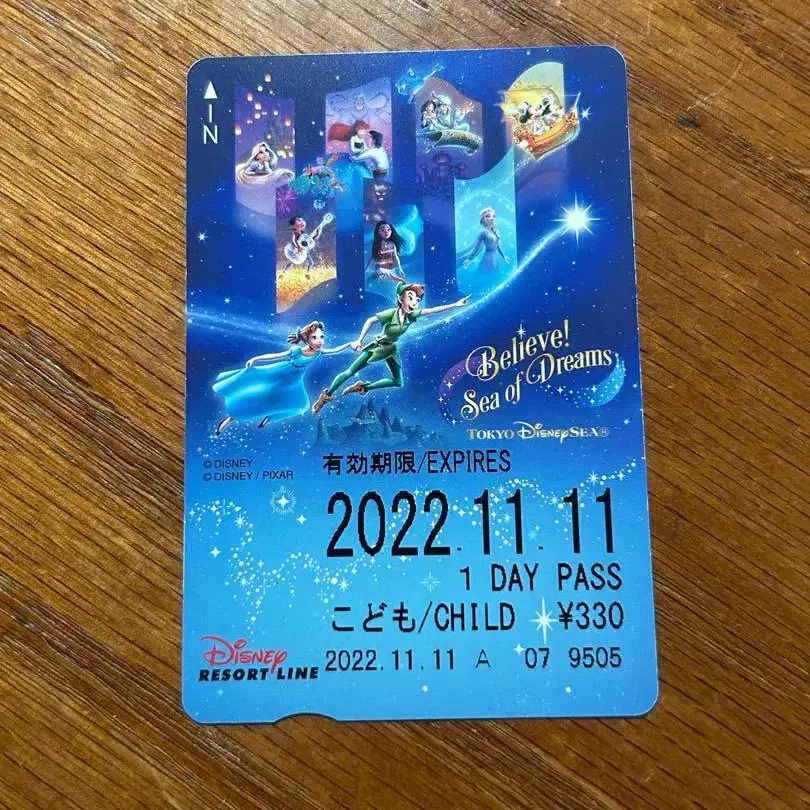 IN
Believe!
Sea of Dreams
TOKYO DISNEYSEA®
© DISNEY
© DISNEY / PIXAR
有効期限/EXPIRES
2022.11.11
1 DAY PASS
こども/CHILD ¥330
2022.11.11 A 07 9505
Disney
RESORT LINE